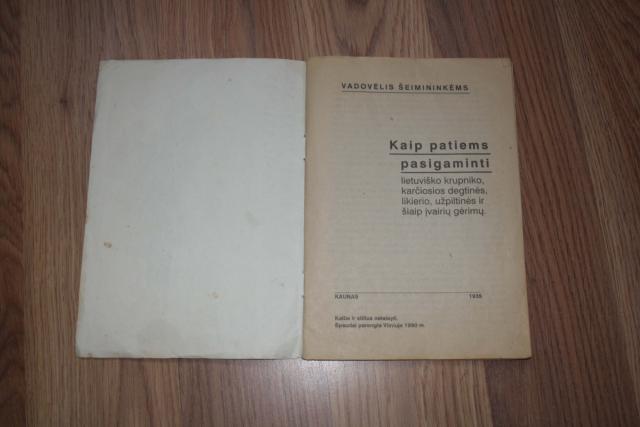 VADOVĖLIS ŠEIMININKĖMS
Kaip patiems
pasigaminti
lietuviško krupniko,
karčiosios degtinės,
likierio, užpiltinės ir
šiaip įvairių gėrimų.
KAUNAS 1935
Kalba ir stilius netaisyti.
Spaudai parengta Vilniuje 1990 m.